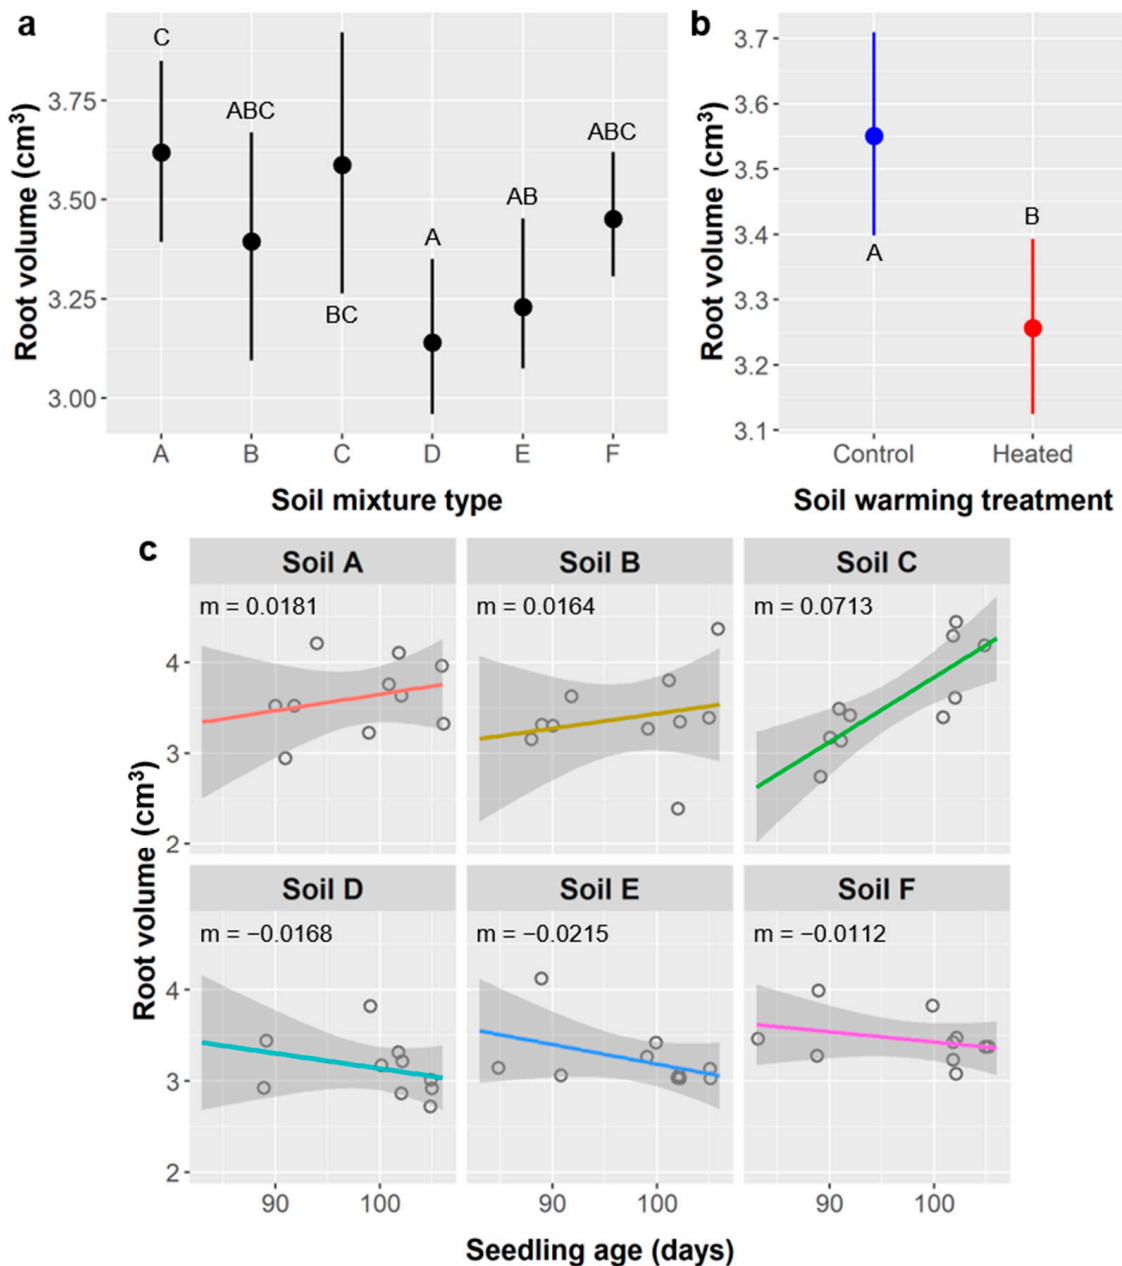 a
C
ABC
BC
A
AB
ABC
Root volume (cm³)
3.75
3.50
3.25
3.00
A B C D E F
Soil mixture type
b
A
B
Root volume (cm³)
3.7
3.6
3.5
3.4
3.3
3.2
3.1
Control Heated
Soil warming treatment
c
Soil A
m = 0.0181
Soil B
m = 0.0164
Soil C
m = 0.0713
4
3
2
Root volume (cm³)
Soil D
m = −0.0168
Soil E
m = −0.0215
Soil F
m = −0.0112
4
3
2
90 100 90 100 90 100
Seedling age (days)